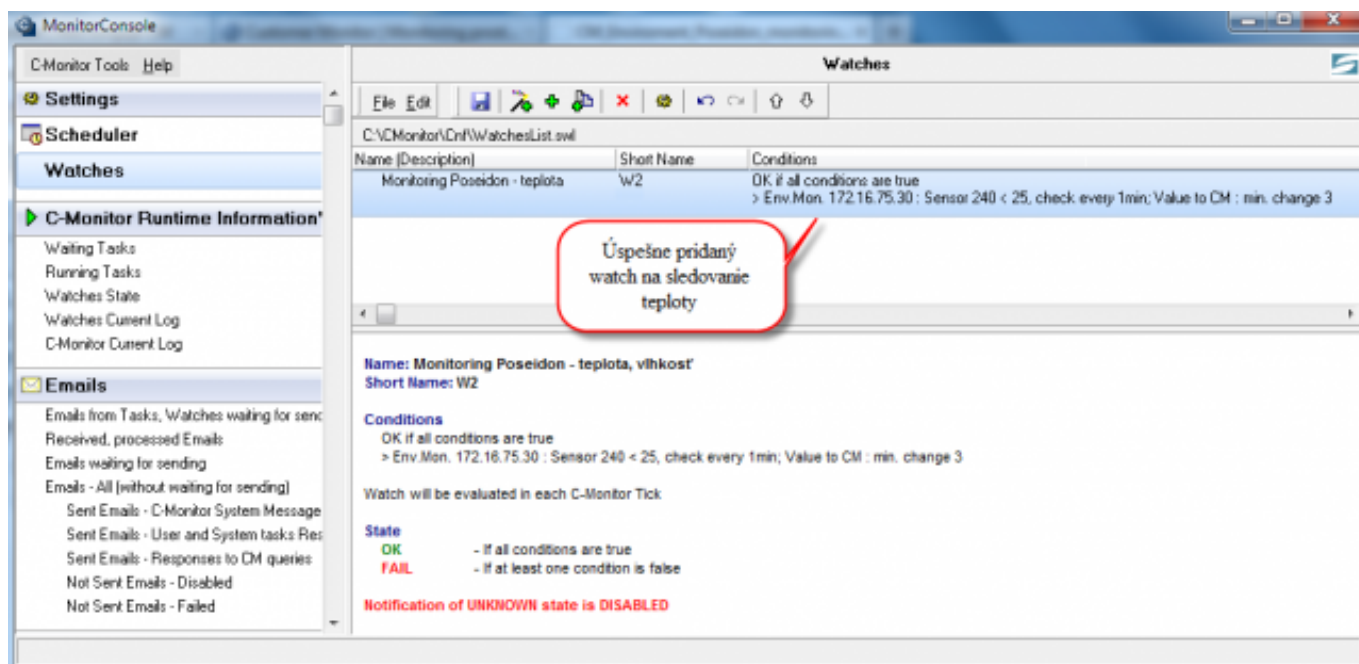 MonitorConsole
C-Monitor Tools Help
Settings
Scheduler
Watches
C-Monitor Runtime Information"
Waiting Tasks
Running Tasks
Watches State
Watches Current Log
C-Monitor Current Log
Emails
Emails from Tasks, Watches waiting for send
Received, processed Emails
Emails waiting for sending
Emails - All (without waiting for sending)
Sent Emails - C-Monitor System Message
Sent Emails - User and System tasks Res
Sent Emails - Responses to CM queries
Not Sent Emails - Disabled
Not Sent Emails - Failed
Watches
File Edit
C:\CMonitor\Cnf\WatchesList.swl
Name (Description) Short Name Conditions
Monitoring Poseidon - teplota W2 OK if all conditions are true
> Env.Mon. 172.16.75.30 : Sensor 240 < 25, check every 1min; Value to CM : min. change 3
Úspešne pridaný
watch na sledovanie
teploty
Name: Monitoring Poseidon - teplota, vlhkosť
Short Name: W2
Conditions
OK if all conditions are true
> Env.Mon. 172.16.75.30 : Sensor 240 < 25, check every 1min; Value to CM : min. change 3
Watch will be evaluated in each C-Monitor Tick
State
OK - If all conditions are true
FAIL - If at least one condition is false
Notification of UNKNOWN state is DISABLED